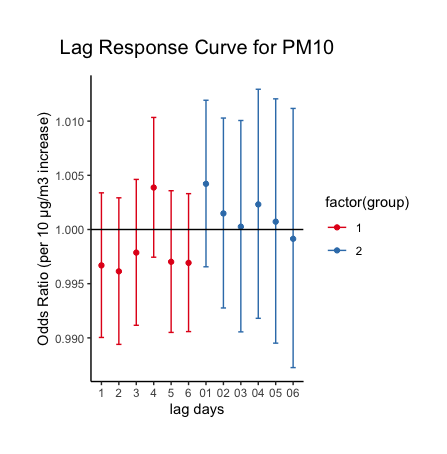 Lag Response Curve for PM10
Odds Ratio (per 10 μg/m3 increase)
1.010
1.005
1.000
0.995
0.990
1 2 3 4 5 6 01 02 03 04 05 06
lag days
factor(group)
1
2